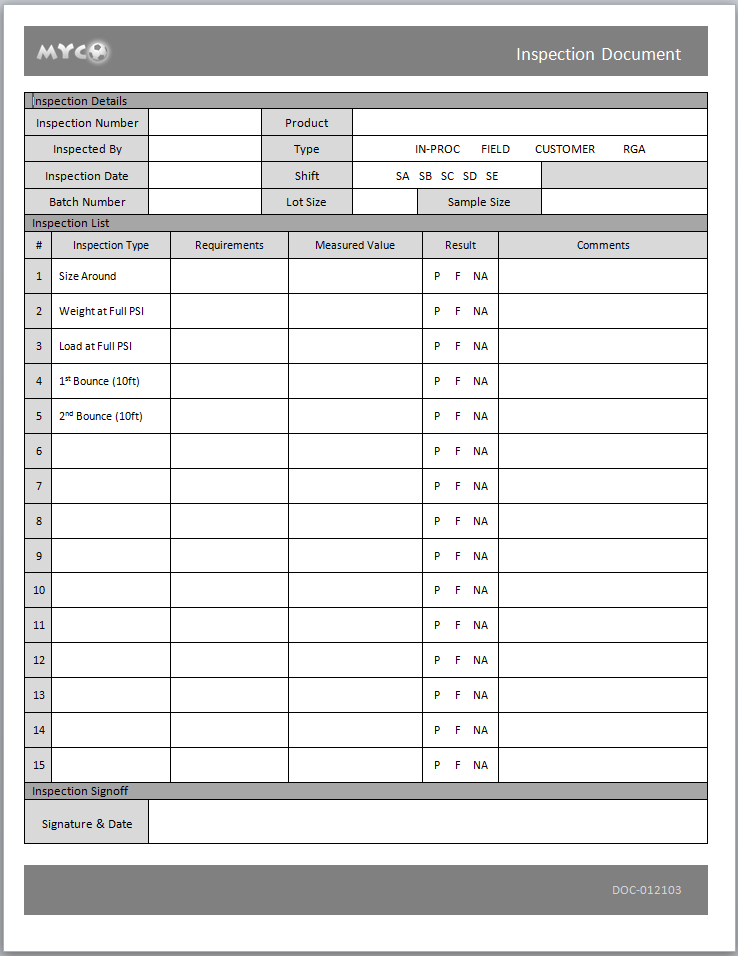 MYCO
Inspection Document
Inspection Details
Inspection Number Product
Inspected By Type IN-PROC FIELD CUSTOMER RGA
Inspection Date Shift SA SB SC SD SE
Batch Number Lot Size Sample Size
Inspection List
# Inspection Type Requirements Measured Value Result Comments
1 Size Around P F NA
2 Weight at Full PSI P F NA
3 Load at Full PSI P F NA
4 1st Bounce (10ft) P F NA
5 2nd Bounce (10ft) P F NA
6 P F NA
7 P F NA
8 P F NA
9 P F NA
10 P F NA
11 P F NA
12 P F NA
13 P F NA
14 P F NA
15 P F NA
Inspection Signoff
Signature & Date
DOC-012103